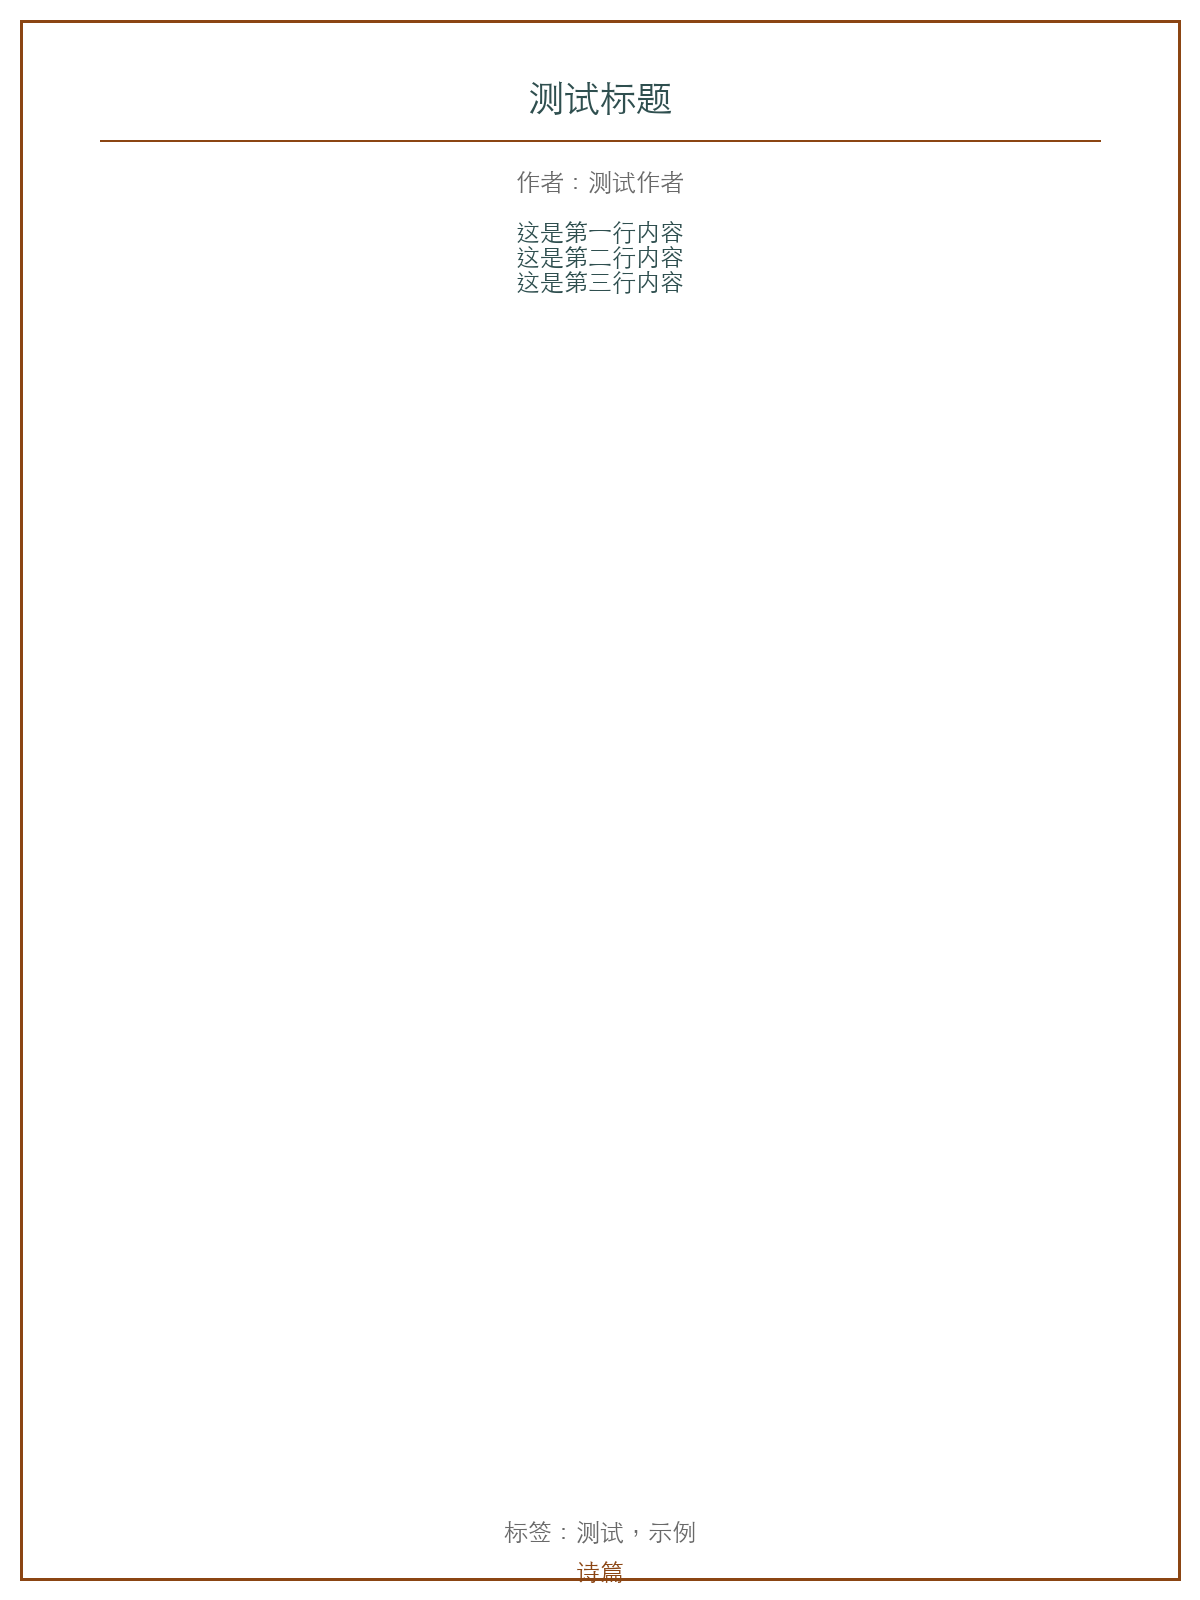 测试标题
作者：测试作者
这是第一行内容
这是第二行内容
这是第三行内容
标签：测试，示例
诗篇